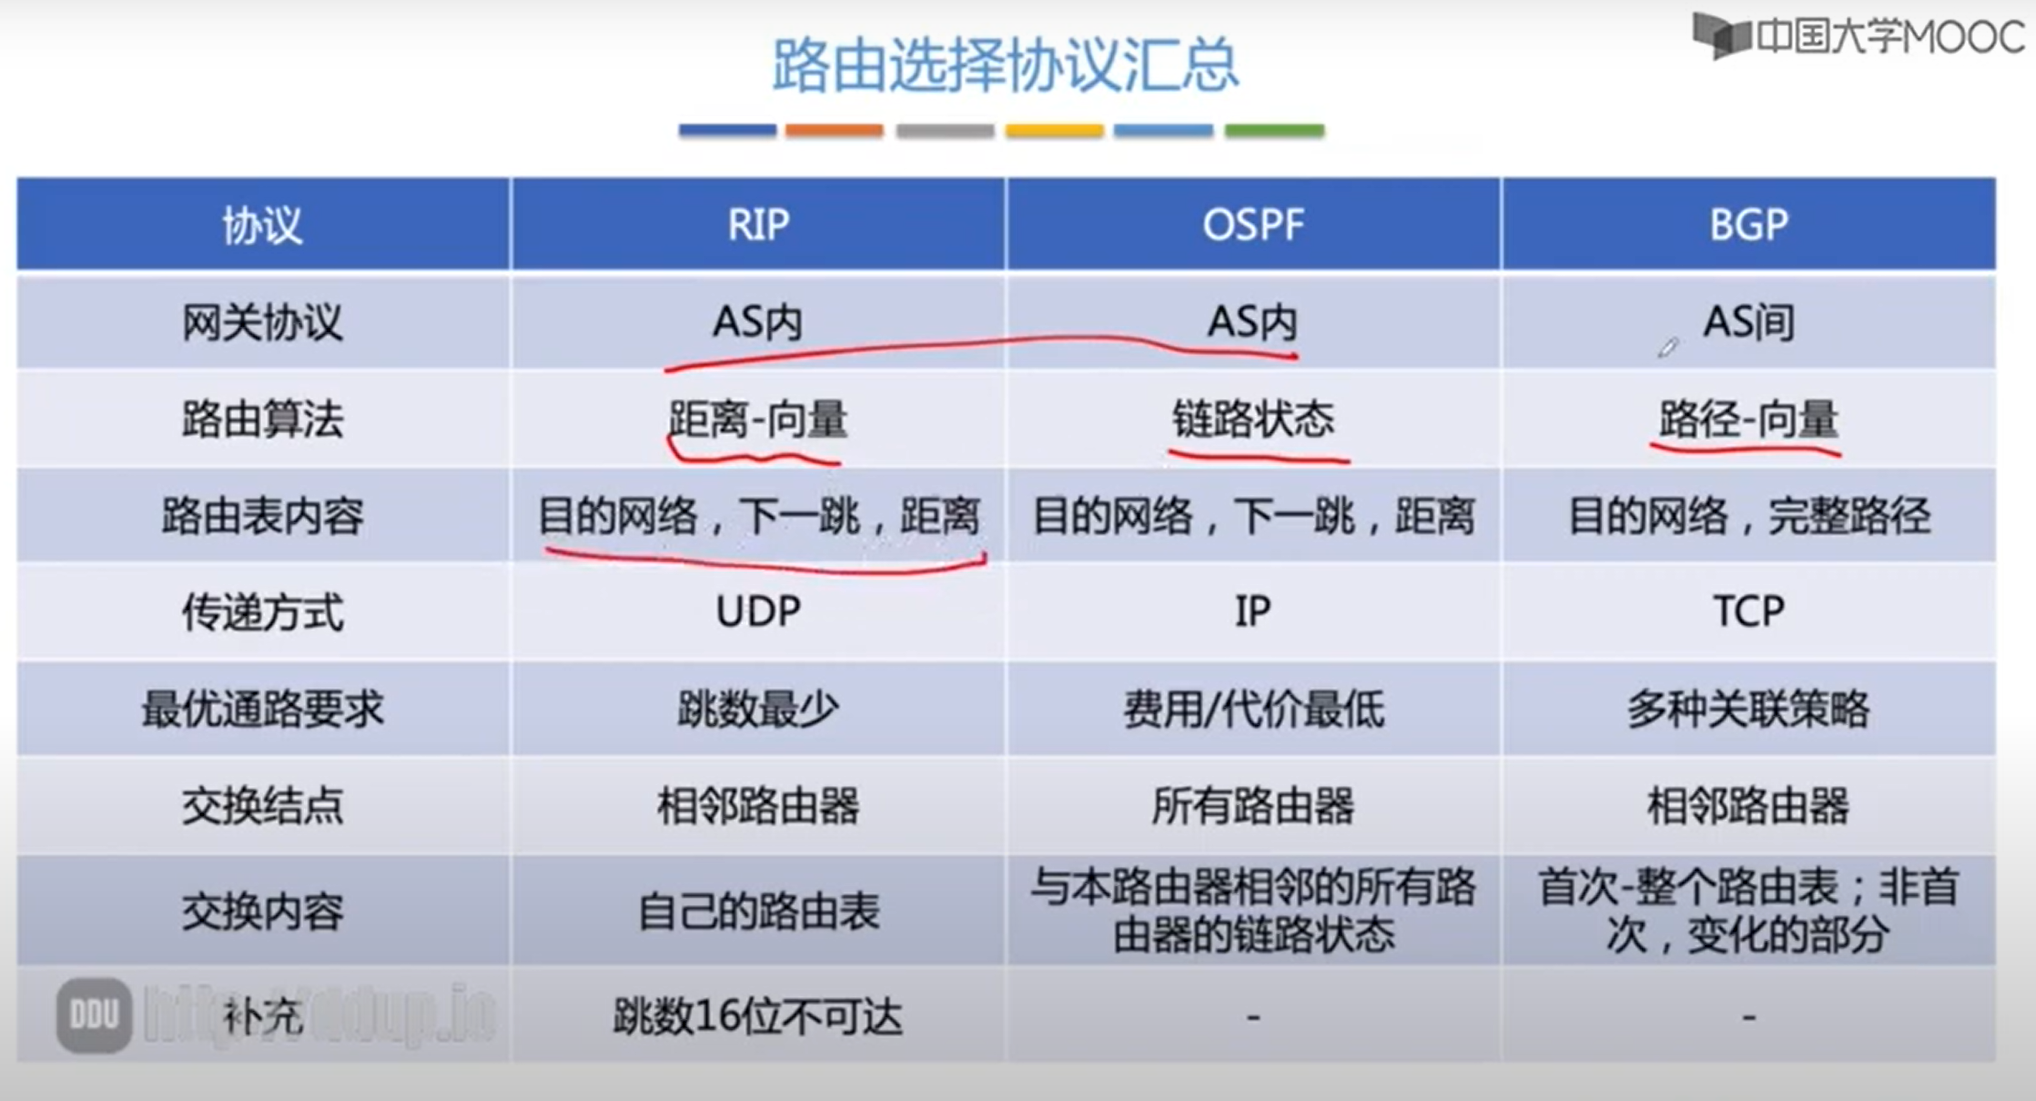 中国大学MOOC
路由选择协议汇总
协议 RIP OSPF BGP
网关协议 AS内 AS内 AS间
路由算法 距离-向量 链路状态 路径-向量
路由表内容 目的网络，下一跳，距离 目的网络，下一跳，距离 目的网络，完整路径
传递方式 UDP IP TCP
最优通路要求 跳数最少 费用/代价最低 多种关联策略
交换结点 相邻路由器 所有路由器 相邻路由器
交换内容 自己的路由表 与本路由器相邻的所有路
由器的链路状态 首次-整个路由表；非首
次，变化的部分
补充 跳数16位不可达 - -
DDU http://ddup.io